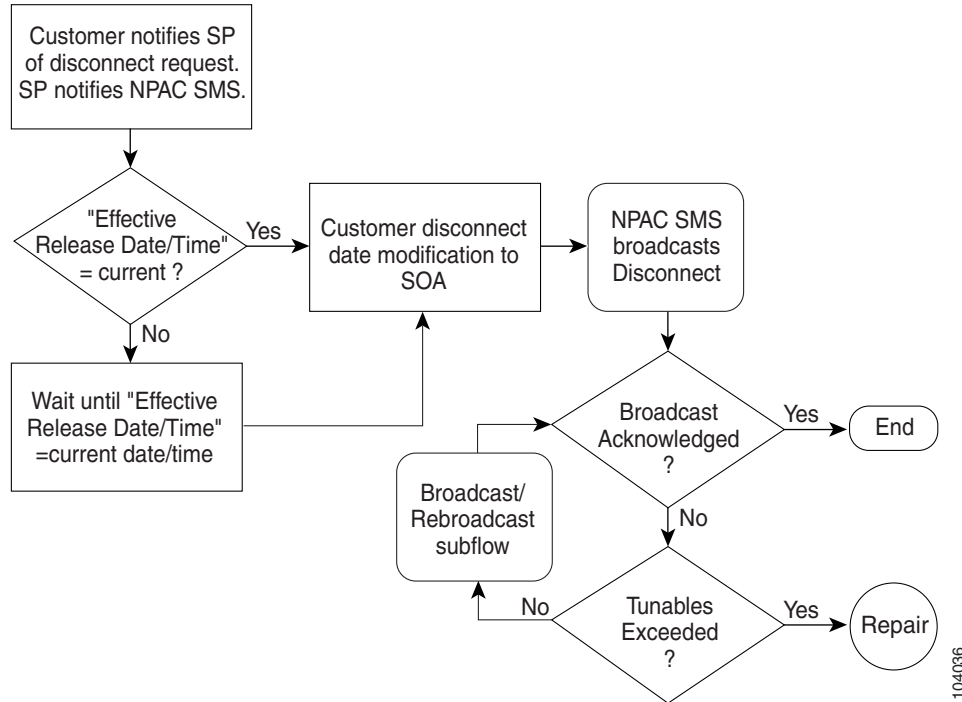 Customer notifies SP
of disconnect request.
SP notifies NPAC SMS.
"Effective
Release Date/Time"
= current ?
Yes
No
Wait until "Effective
Release Date/Time"
=current date/time
Customer disconnect
date modification to
SOA
NPAC SMS
broadcasts
Disconnect
Broadcast
Acknowledged
?
Yes
End
No
Broadcast/
Rebroadcast
subflow
Tunables
Exceeded
?
No
Yes
Repair
104036